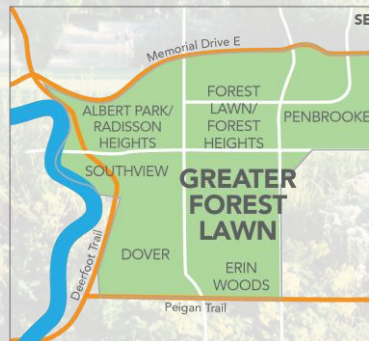 SE
Memorial Drive E
ALBERT PARK/
RADISSON
HEIGHTS
FOREST
LAWN/
FOREST
HEIGHTS
PENBROOKE
SOUTHVIEW
GREATER
FOREST
LAWN
DOVER
ERIN
WOODS
Deerfoot Trail
Peigan Trail